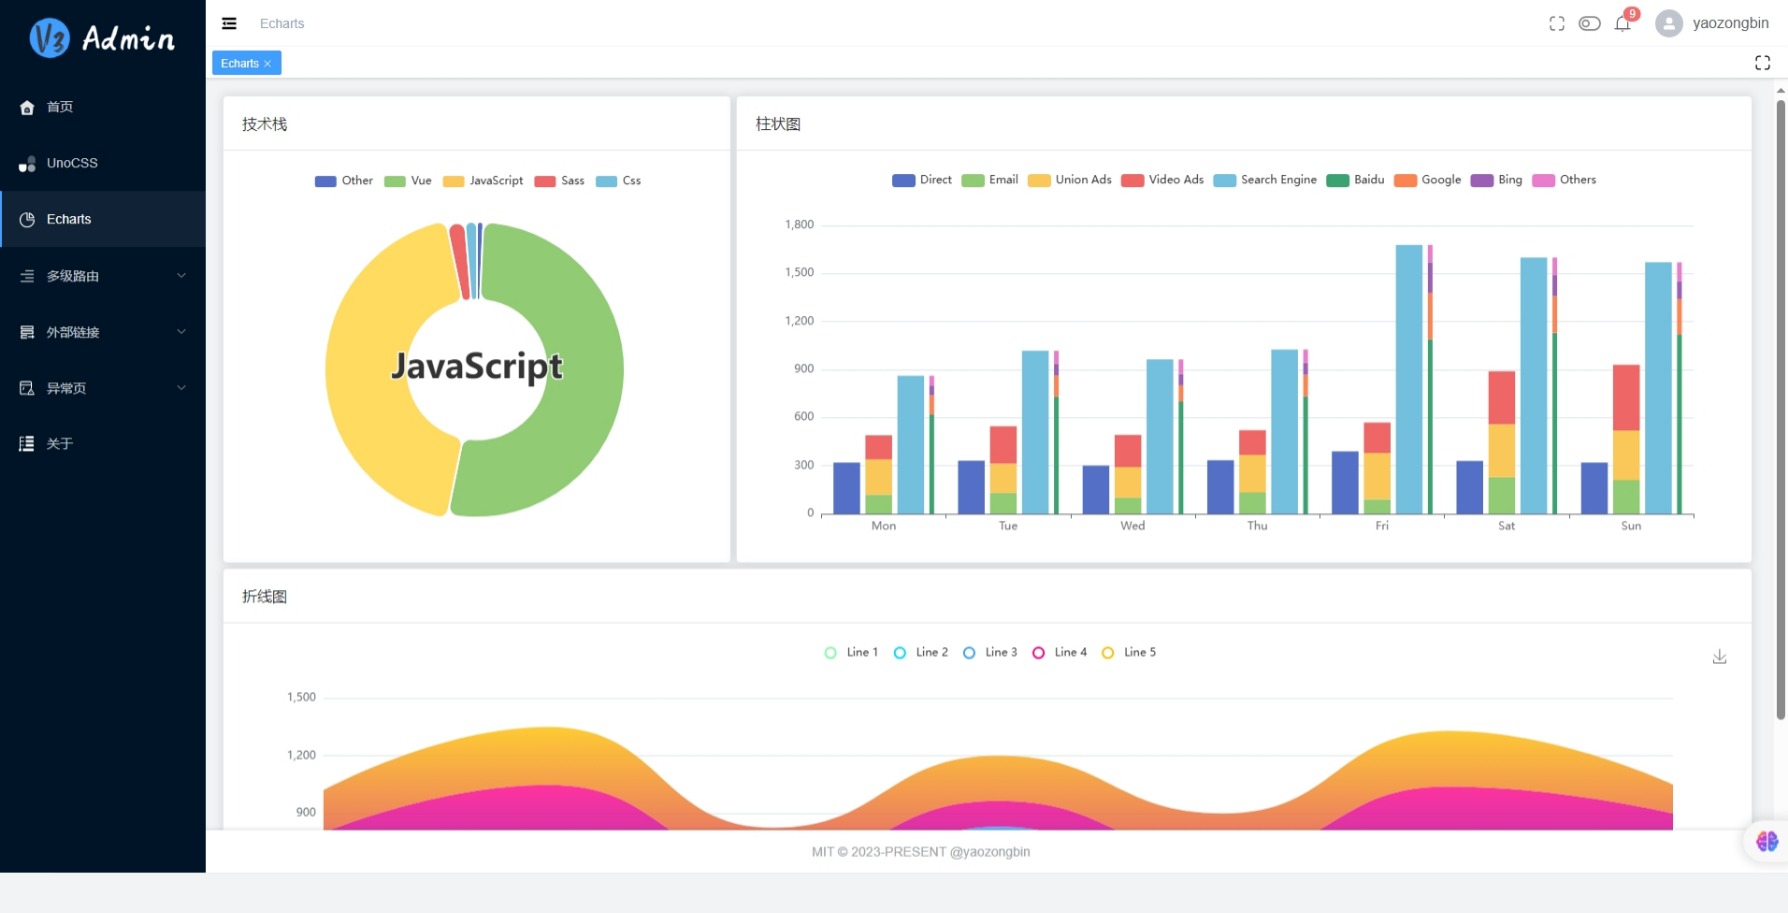 V3 Admin
Echarts
9
yaozongbin
Echarts ×
首页
UnoCSS
Echarts
多级路由
外部链接
异常页
关于
技术栈
Other Vue JavaScript Sass Css
JavaScript
柱状图
Direct Email Union Ads Video Ads Search Engine Baidu Google Bing Others
1,800
1,500
1,200
900
600
300
0
Mon Tue Wed Thu Fri Sat Sun
折线图
Line 1 Line 2 Line 3 Line 4 Line 5
1,500
1,200
900
MIT © 2023-PRESENT @yaozongbin